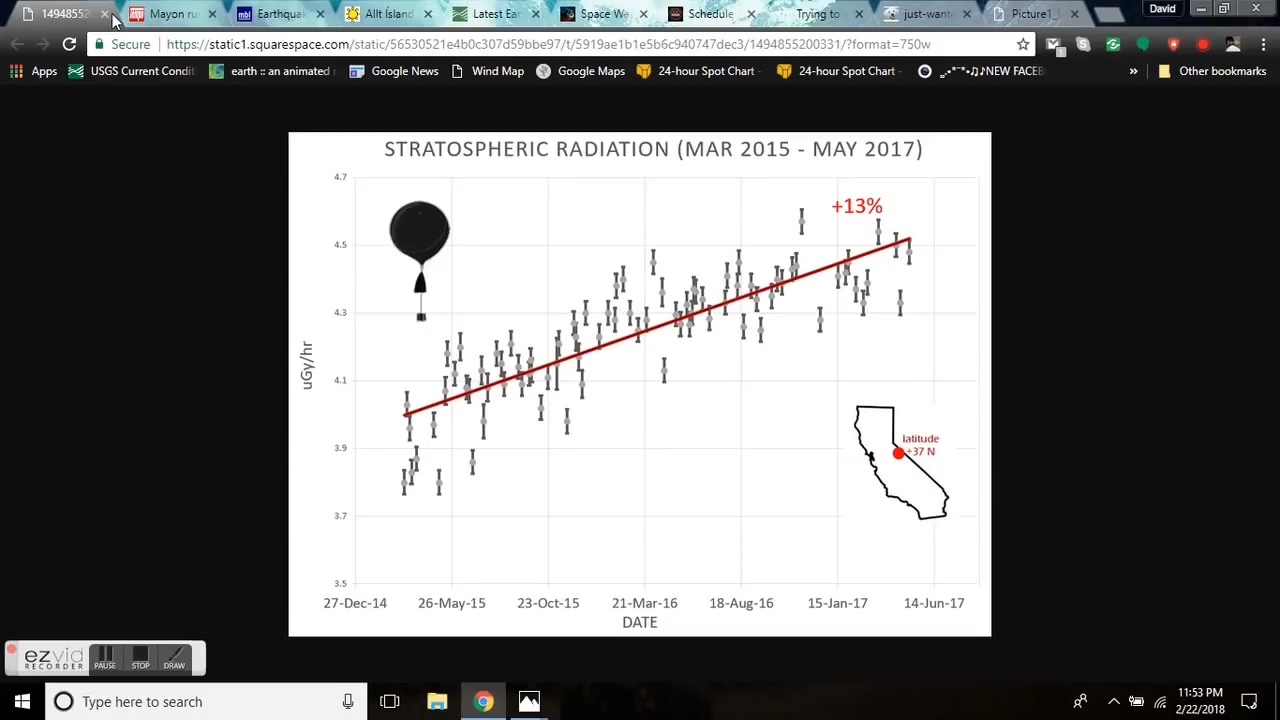 1494855
Mayon ru
Earthquak
Allt Ísland
Latest Ear
Space We
Schedule
Trying to
just-want
Picture1_
David
Secure
https://static1.squarespace.com/static/56530521e4b0c307d59bbe97/t/5919ae1b1e5b6c940747dec3/1494855200331/?format=750w
Apps
USGS Current Condit
earth :: an animated
Google News
Wind Map
Google Maps
24-hour Spot Chart -
24-hour Spot Chart -
NEW FACEB
»
Other bookmarks
STRATOSPHERIC RADIATION (MAR 2015 - MAY 2017)
4.7
4.5
4.3
4.1
3.9
3.7
3.5
uGy/hr
+13%
latitude
+37 N
27-Dec-14
26-May-15
23-Oct-15
21-Mar-16
18-Aug-16
15-Jan-17
14-Jun-17
DATE
ezvid
RECORDER
PAUSE
STOP
DRAW
Type here to search
11:53 PM
2/22/2018